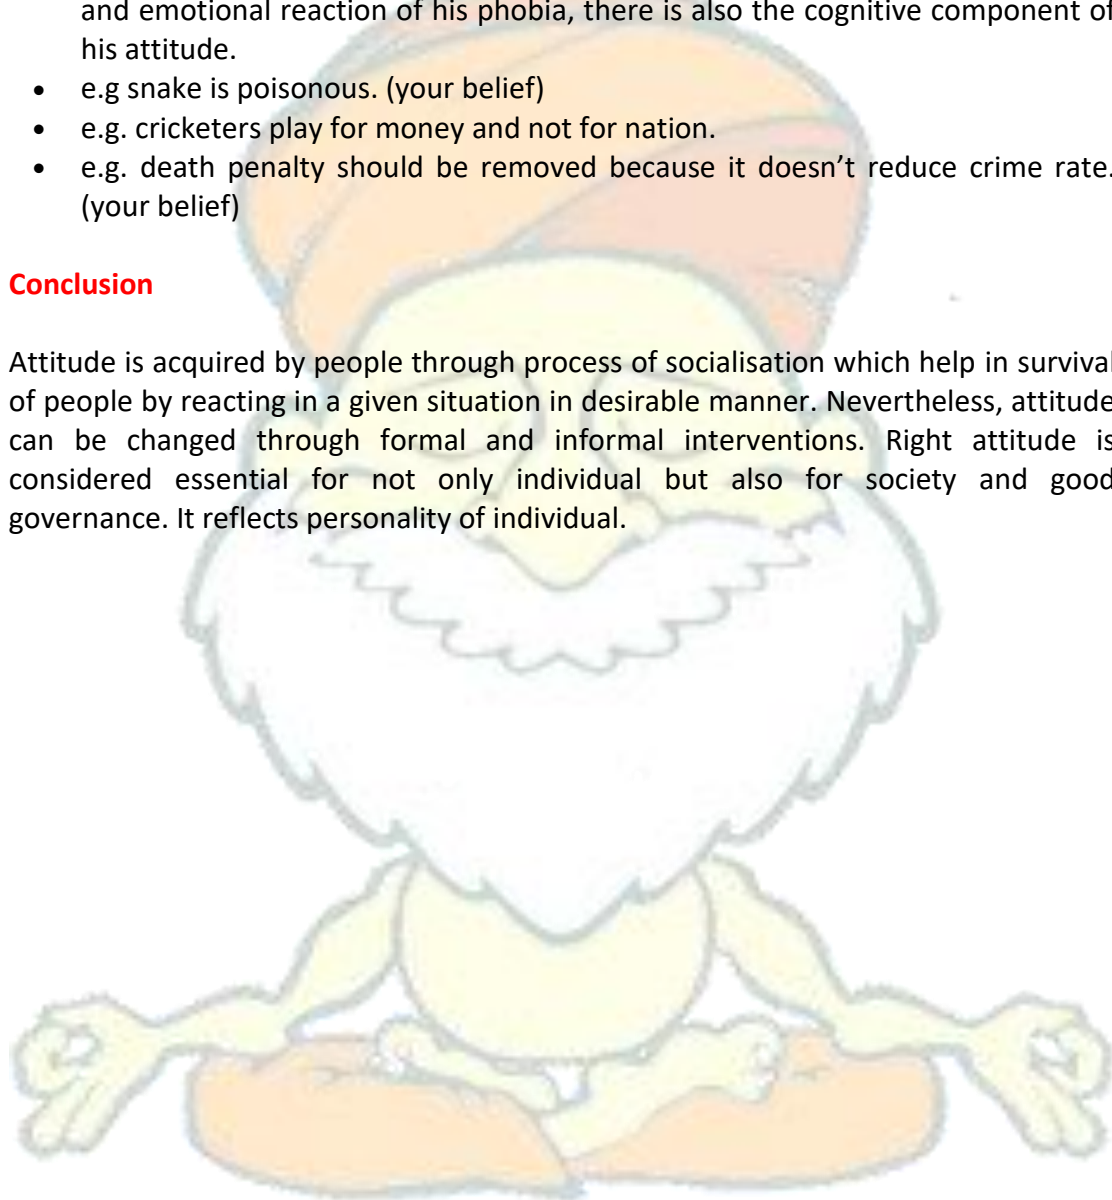 and emotional reaction of his phobia, there is also the cognitive component of
his attitude.
• e.g snake is poisonous. (your belief)
• e.g. cricketers play for money and not for nation.
• e.g. death penalty should be removed because it doesn’t reduce crime rate.
(your belief)
Conclusion
Attitude is acquired by people through process of socialisation which help in survival
of people by reacting in a given situation in desirable manner. Nevertheless, attitude
can be changed through formal and informal interventions. Right attitude is
considered essential for not only individual but also for society and good
governance. It reflects personality of individual.